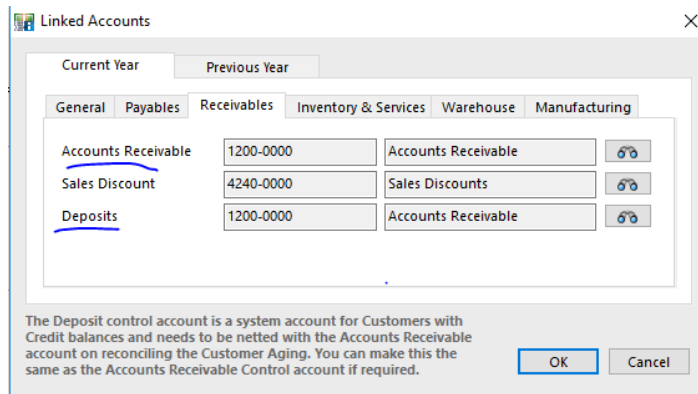 Linked Accounts
Current Year Previous Year
General Payables Receivables Inventory & Services Warehouse Manufacturing
Accounts Receivable 1200-0000 Accounts Receivable
Sales Discount 4240-0000 Sales Discounts
Deposits 1200-0000 Accounts Receivable
The Deposit control account is a system account for Customers with
Credit balances and needs to be netted with the Accounts Receivable
account on reconciling the Customer Aging. You can make this the
same as the Accounts Receivable Control account if required.
OK Cancel